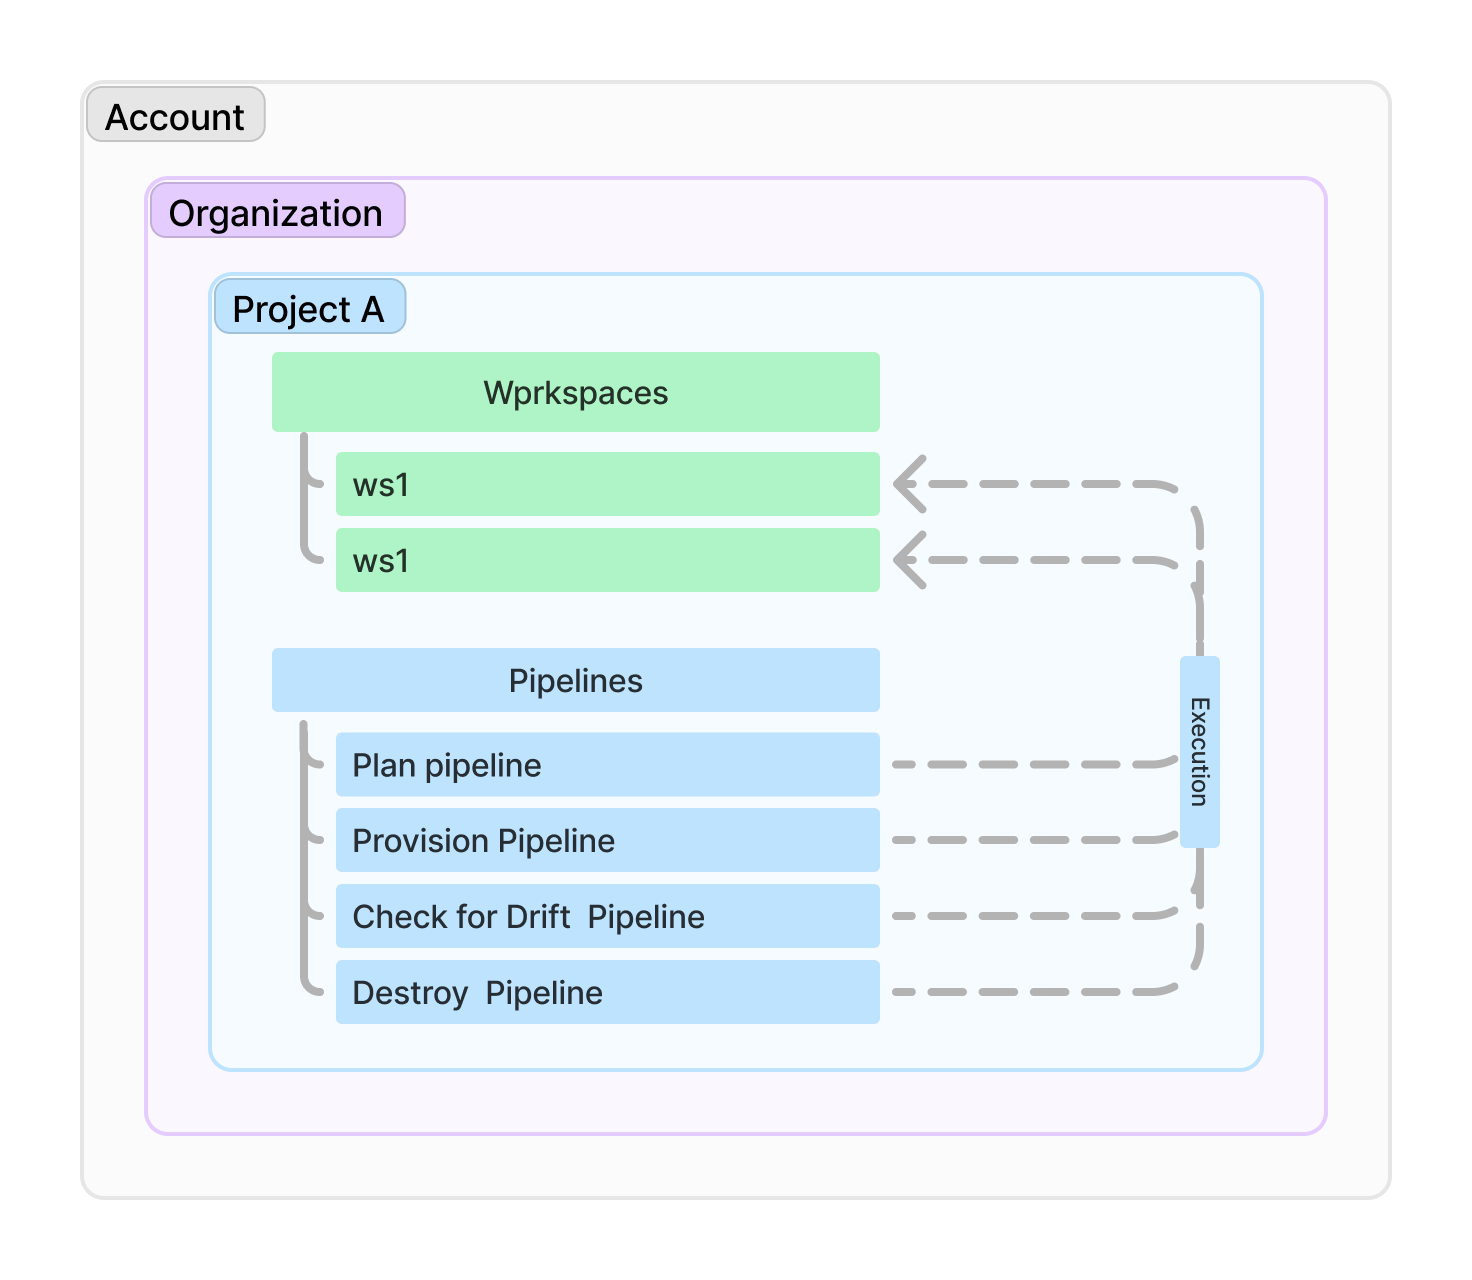 Account
Organization
Project A
Wprkspaces
ws1
ws1
Pipelines
Plan pipeline
Provision Pipeline
Check for Drift  Pipeline
Destroy  Pipeline
Execution